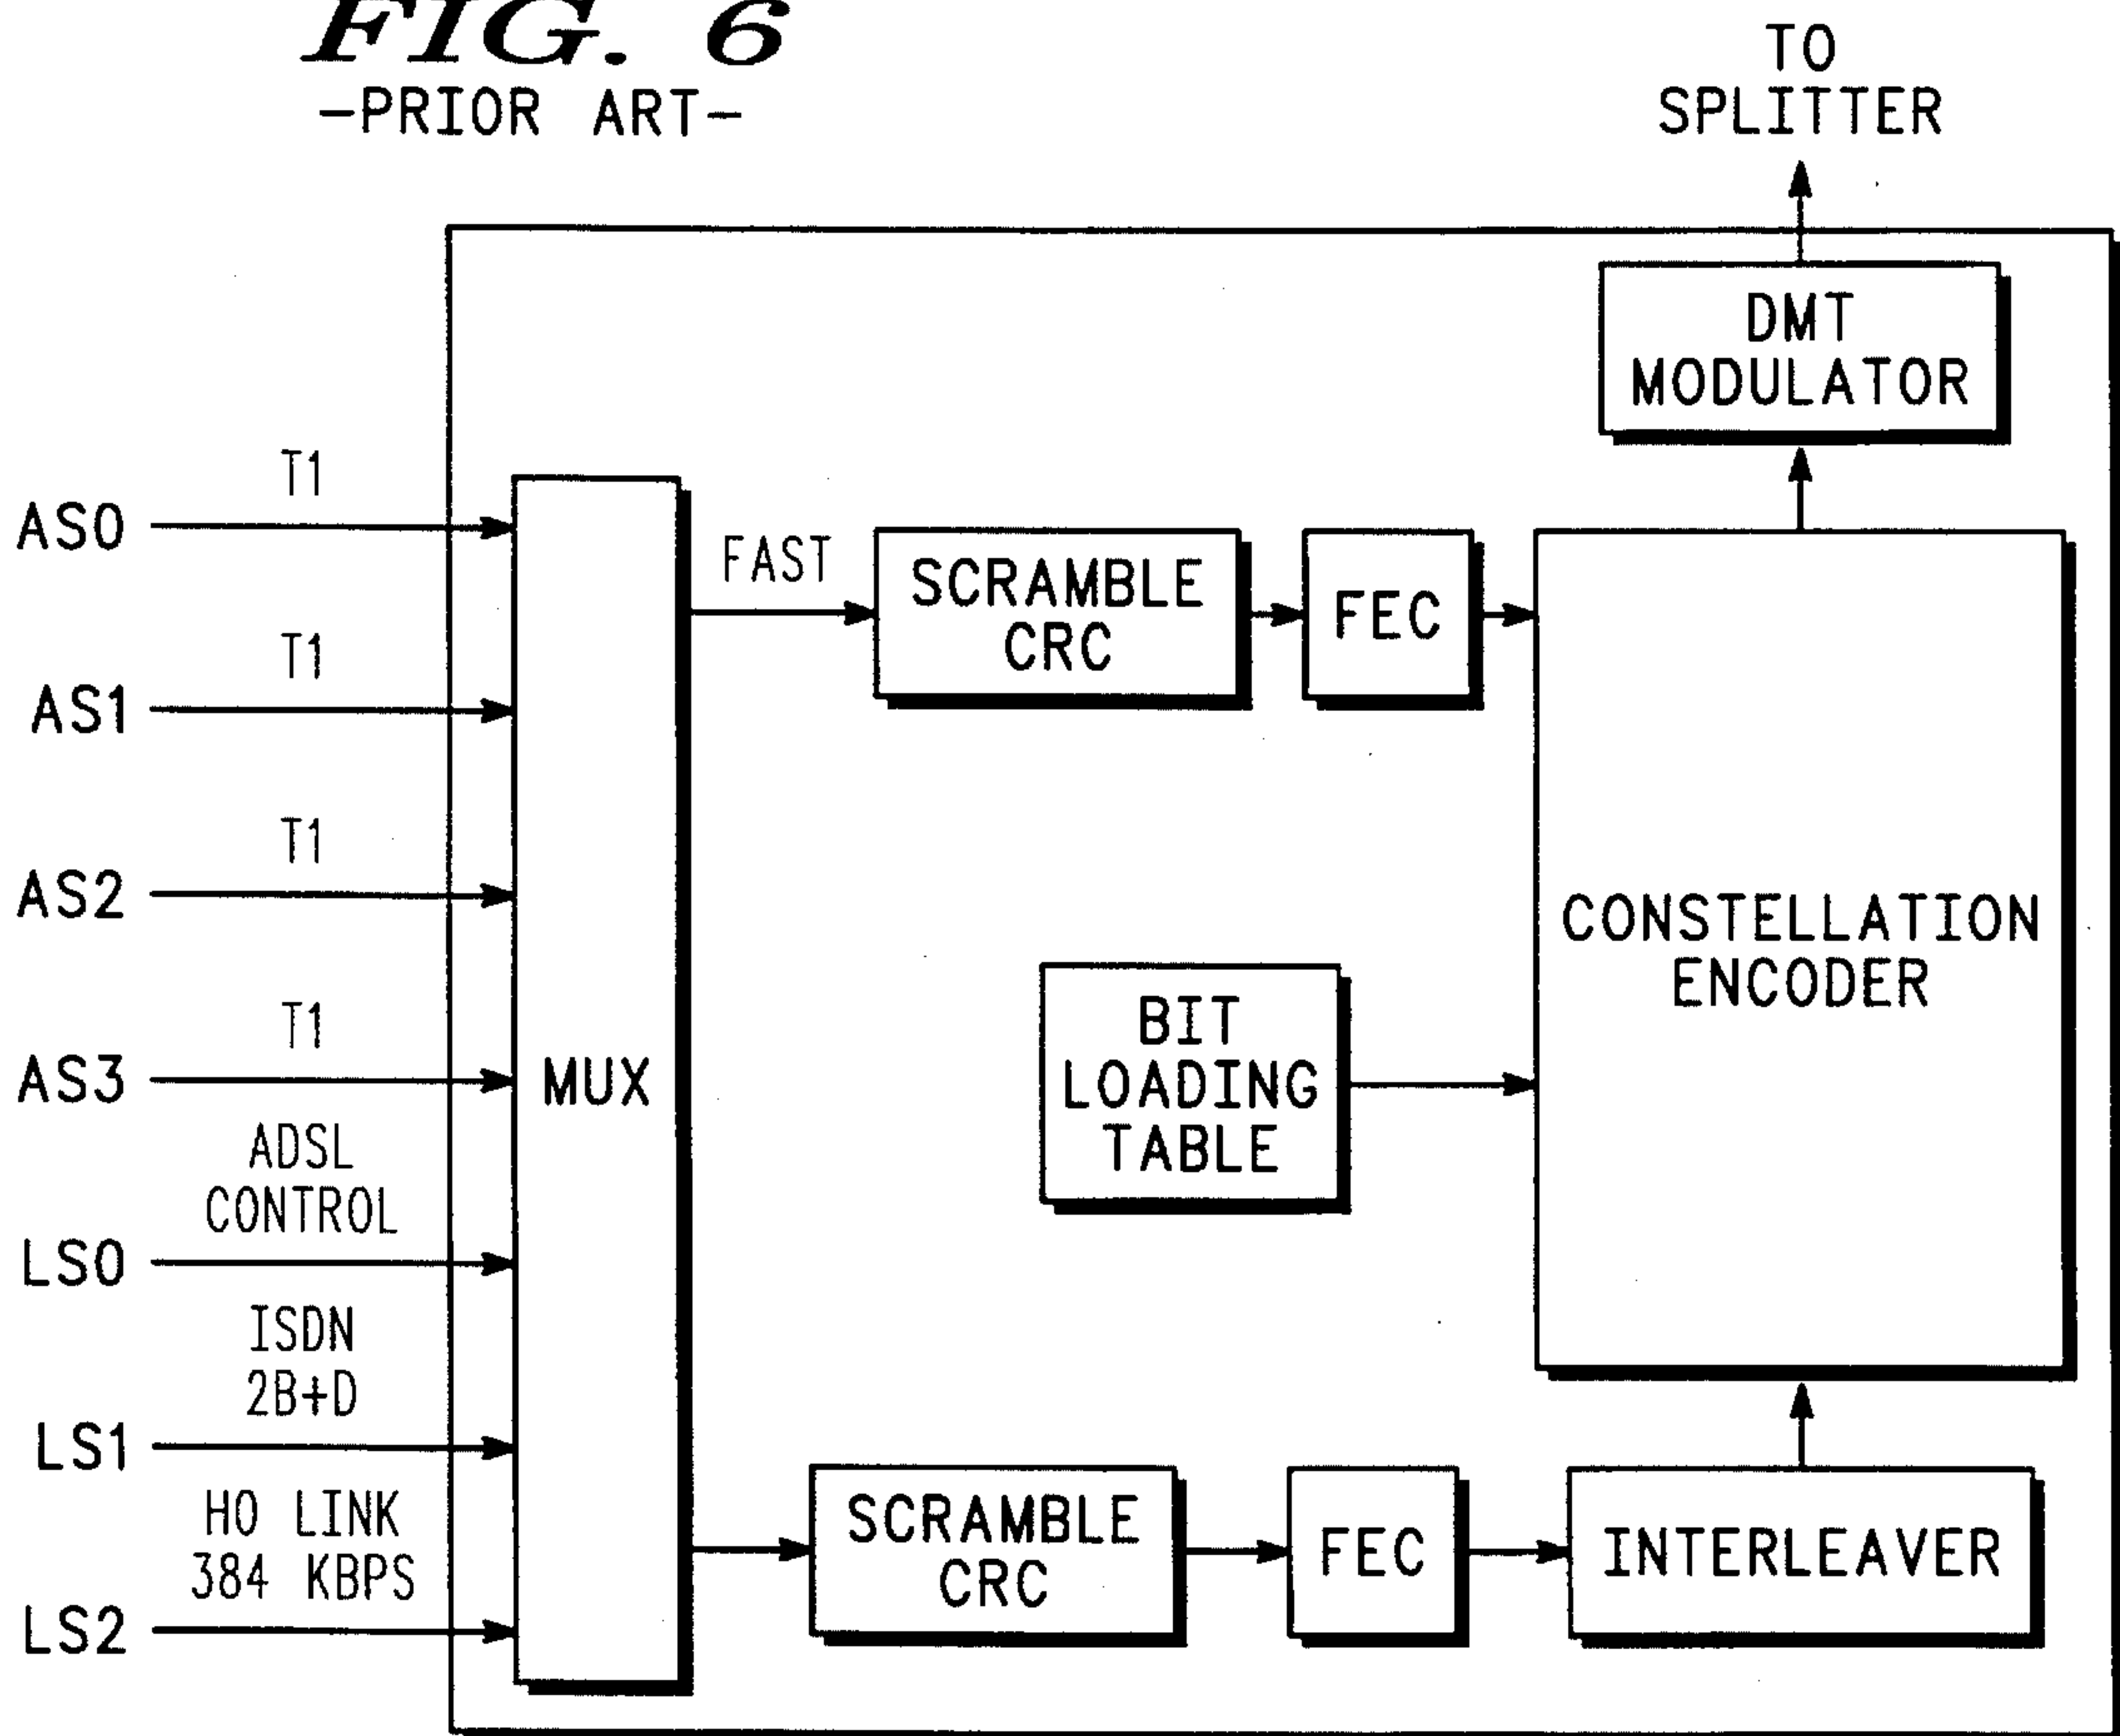 FIG. 6
-PRIOR ART-
TO
SPLITTER
DMT
MODULATOR
AS0
T1
AS1
T1
AS2
T1
AS3
T1
LS0
ADSL
CONTROL
LS1
ISDN
2B+D
LS2
H0 LINK
384 KBPS
MUX
FAST
SCRAMBLE
CRC
FEC
CONSTELLATION
ENCODER
BIT
LOADING
TABLE
SCRAMBLE
CRC
FEC
INTERLEAVER